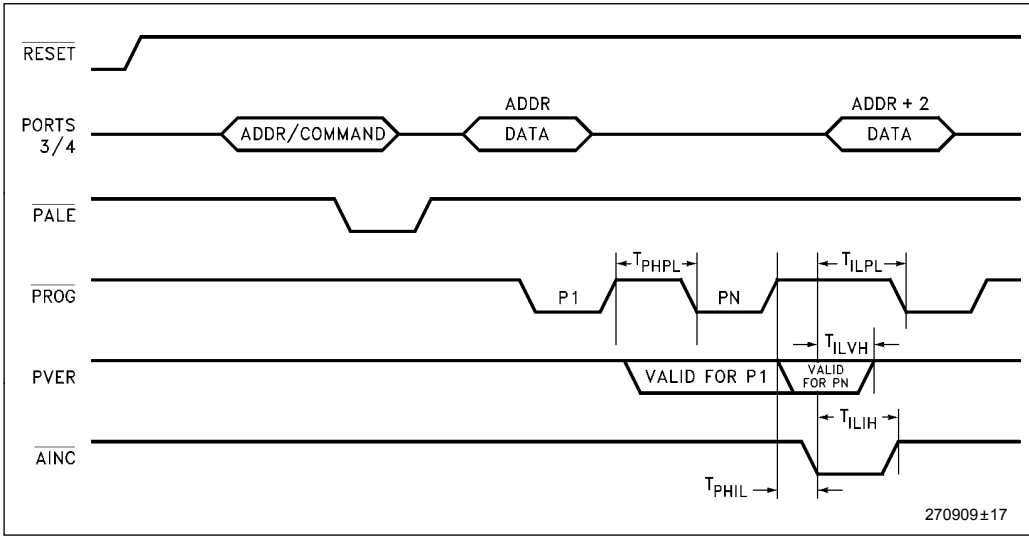 RESET
ADDR
ADDR + 2
PORTS
3/4
ADDR/COMMAND
DATA
DATA
PALE
TPHPL
TILPL
PROG
P1
PN
TILVH
PVER
VALID FOR P1
VALID
FOR PN
TILIH
AINC
TPHIL
270909±17